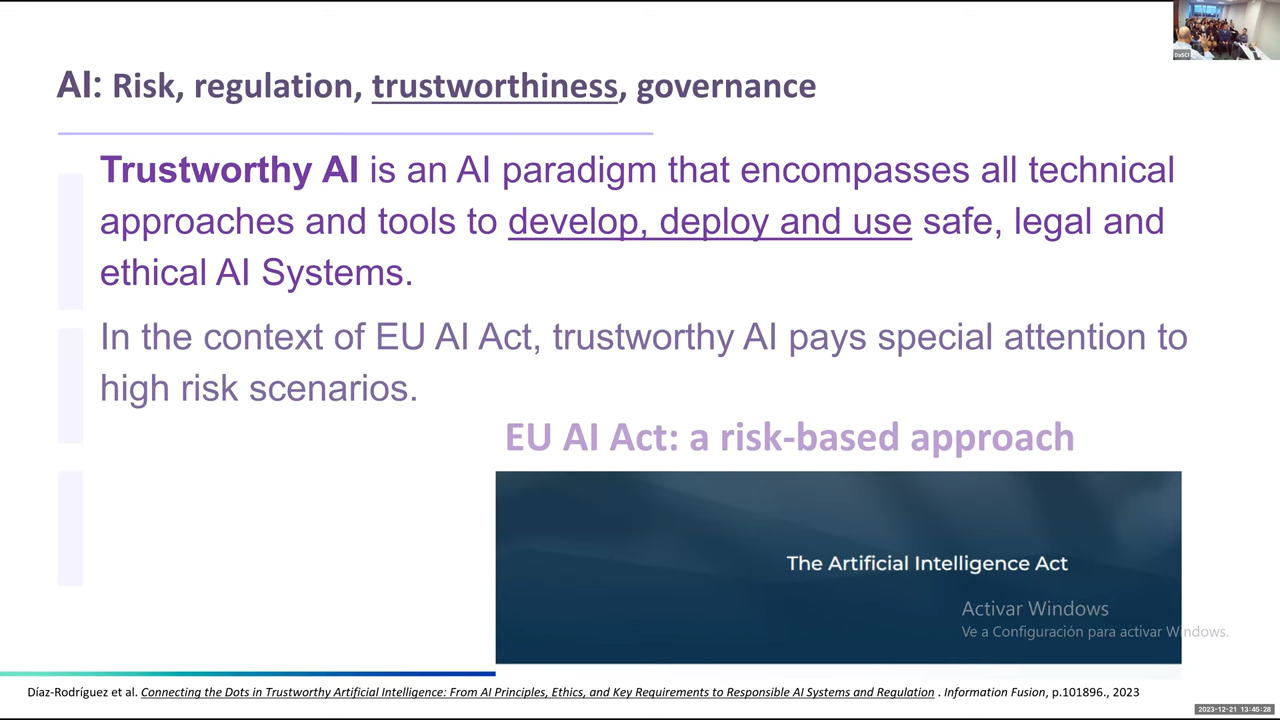 DaSCI
AI: Risk, regulation, trustworthiness, governance
Trustworthy AI is an AI paradigm that encompasses all technical
approaches and tools to develop, deploy and use safe, legal and
ethical AI Systems.
In the context of EU AI Act, trustworthy AI pays special attention to
high risk scenarios.
EU AI Act: a risk-based approach
The Artificial Intelligence Act
Activar Windows
Ve a Configuración para activar Windows.
Díaz-Rodríguez et al. Connecting the Dots in Trustworthy Artificial Intelligence: From AI Principles, Ethics, and Key Requirements to Responsible AI Systems and Regulation . Information Fusion, p.101896., 2023
2023-12-21 13:45:28